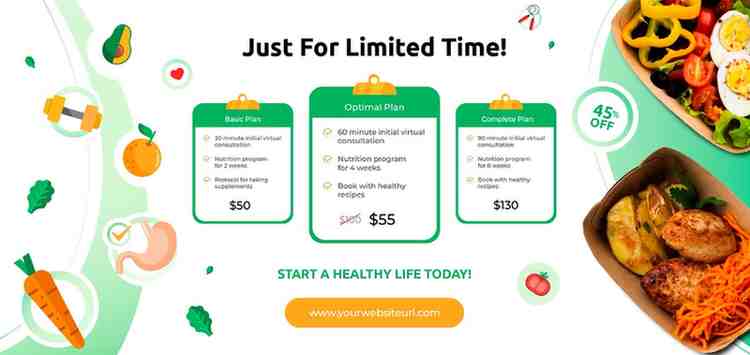 Just For Limited Time!
45%
OFF
Basic Plan
30 minute initial virtual
consultation
Nutrition program
for 2 weeks
Protocol for taking
supplements
$50
Optimal Plan
60 minute initial virtual
consultation
Nutrition program
for 4 weeks
Book with healthy
recipes
$100 $55
Complete Plan
90 minute initial virtual
consultation
Nutrition program
for 6 weeks
Book with healthy
recipes
$130
START A HEALTHY LIFE TODAY!
www.yourwebsiteurl.com